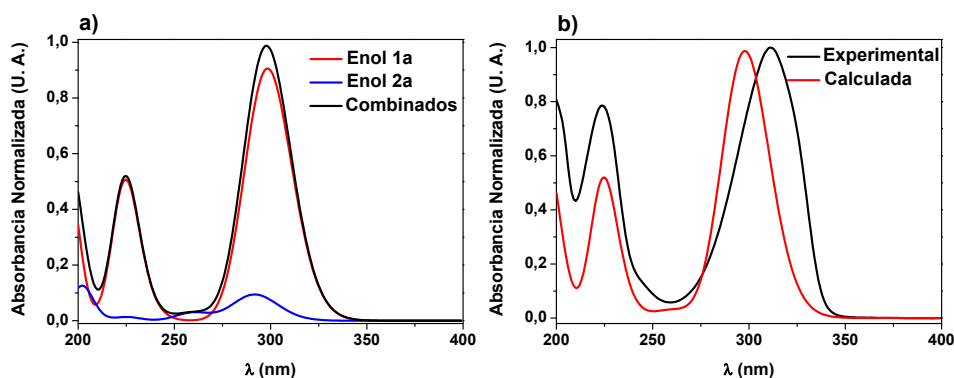 a)
Absorbancia Normalizada (U. A.)
1,0
0,8
0,6
0,4
0,2
0,0
Enol 1a
Enol 2a
Combinados
200 250 300 350 400
λ (nm)
b)
Absorbancia Normalizada (U. A.)
1,0
0,8
0,6
0,4
0,2
0,0
Experimental
Calculada
200 250 300 350 400
λ (nm)